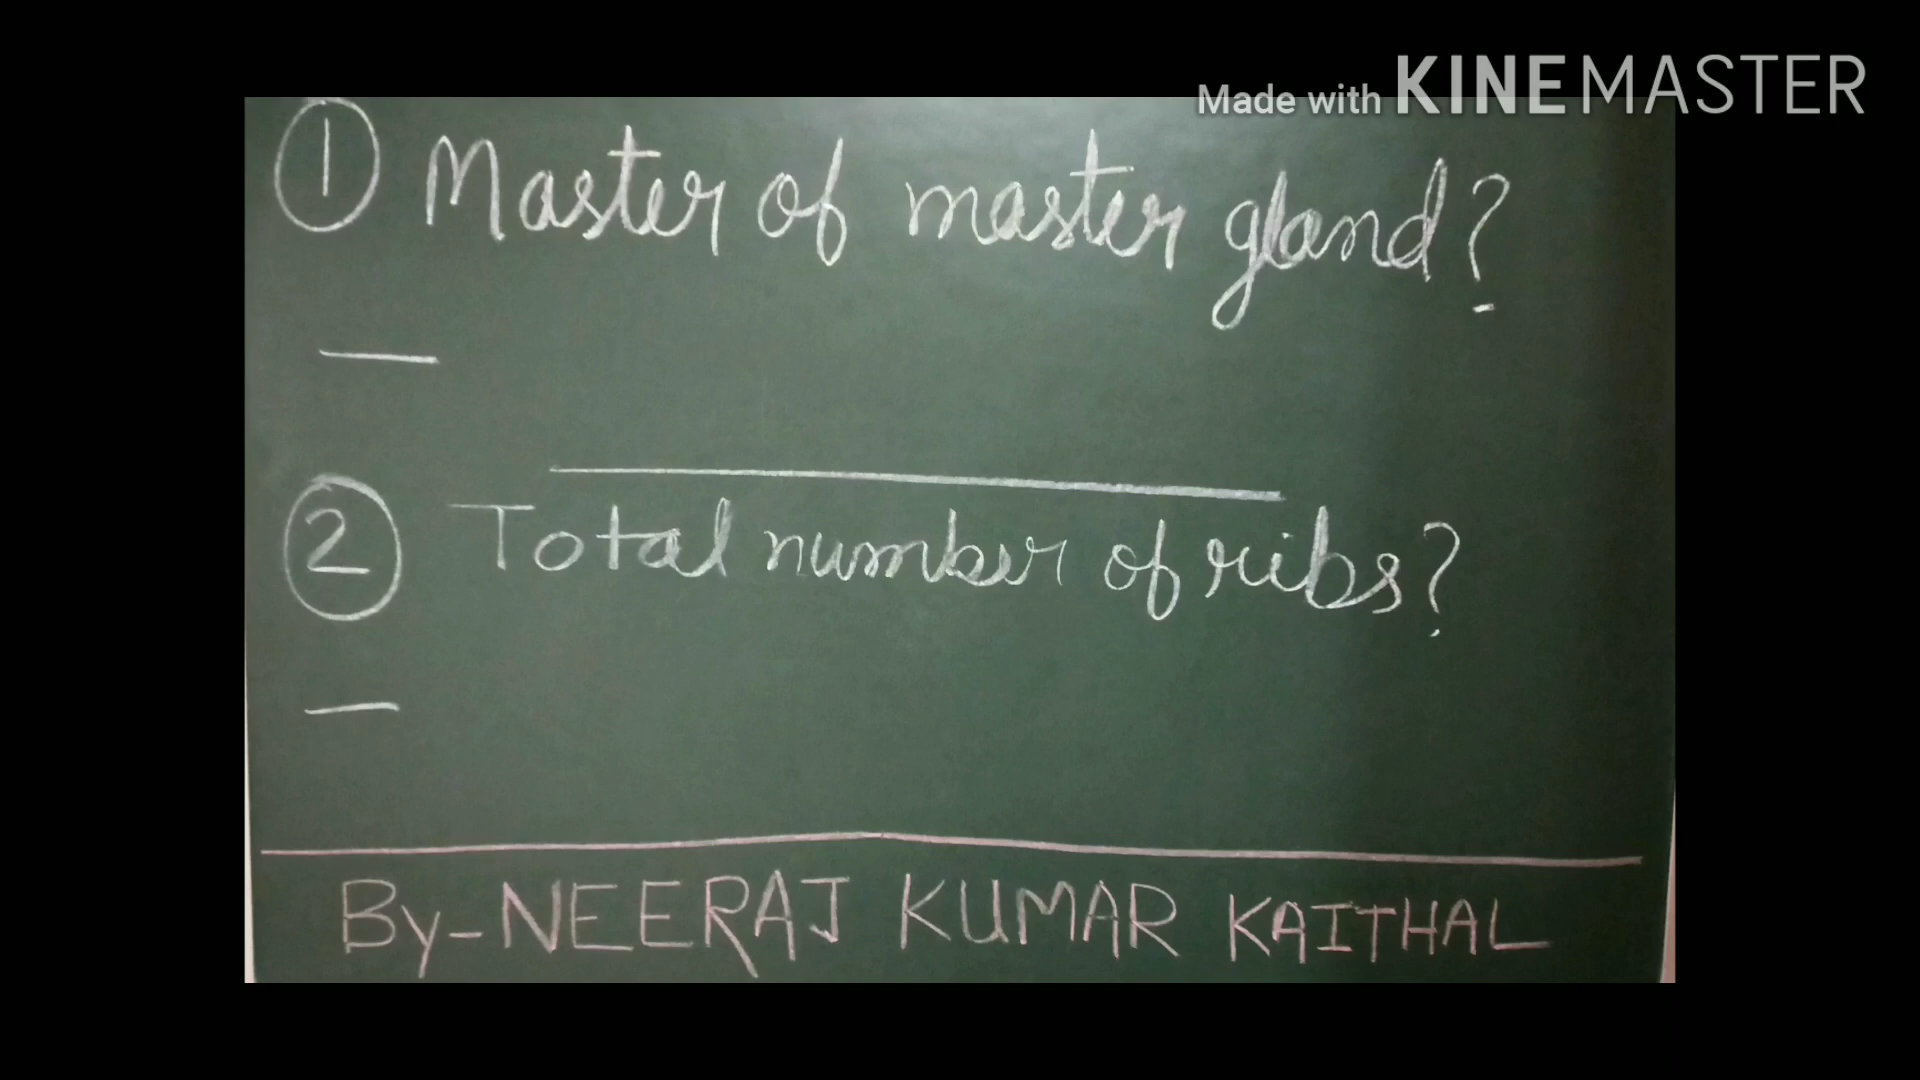 Made with KINEMASTER
① Master of master gland?
—
② Total number of ribs?
—
By-NEERAJ KUMAR KAITHAL